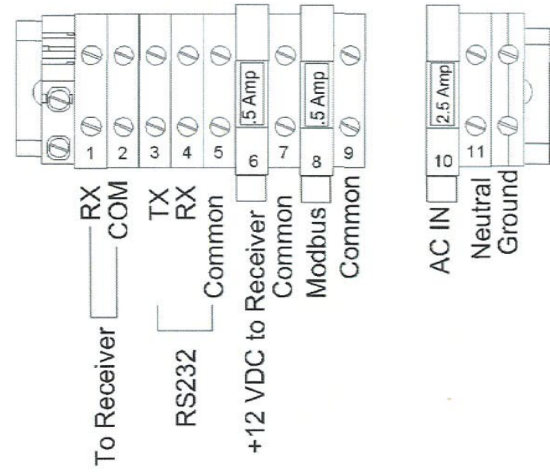 .5 Amp
.5 Amp
2.5 Amp
1
2
3
4
5
6
7
8
9
10
11
RX
COM
To Receiver
TX
RX
Common
RS232
+12 VDC to Receiver
Common
Modbus
Common
AC IN
Neutral
Ground